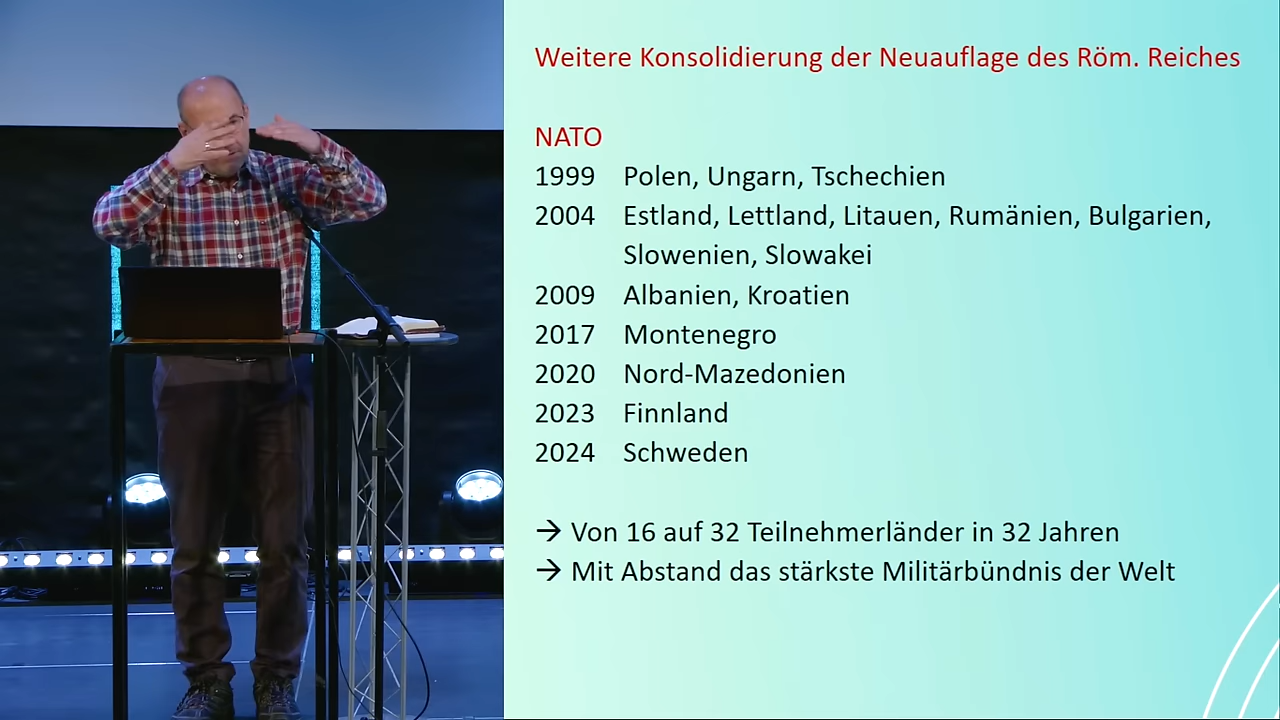 Weitere Konsolidierung der Neuauflage des Röm. Reiches
NATO
1999 Polen, Ungarn, Tschechien
2004 Estland, Lettland, Litauen, Rumänien, Bulgarien,
Slowenien, Slowakei
2009 Albanien, Kroatien
2017 Montenegro
2020 Nord-Mazedonien
2023 Finnland
2024 Schweden
→ Von 16 auf 32 Teilnehmerländer in 32 Jahren
→ Mit Abstand das stärkste Militärbündnis der Welt